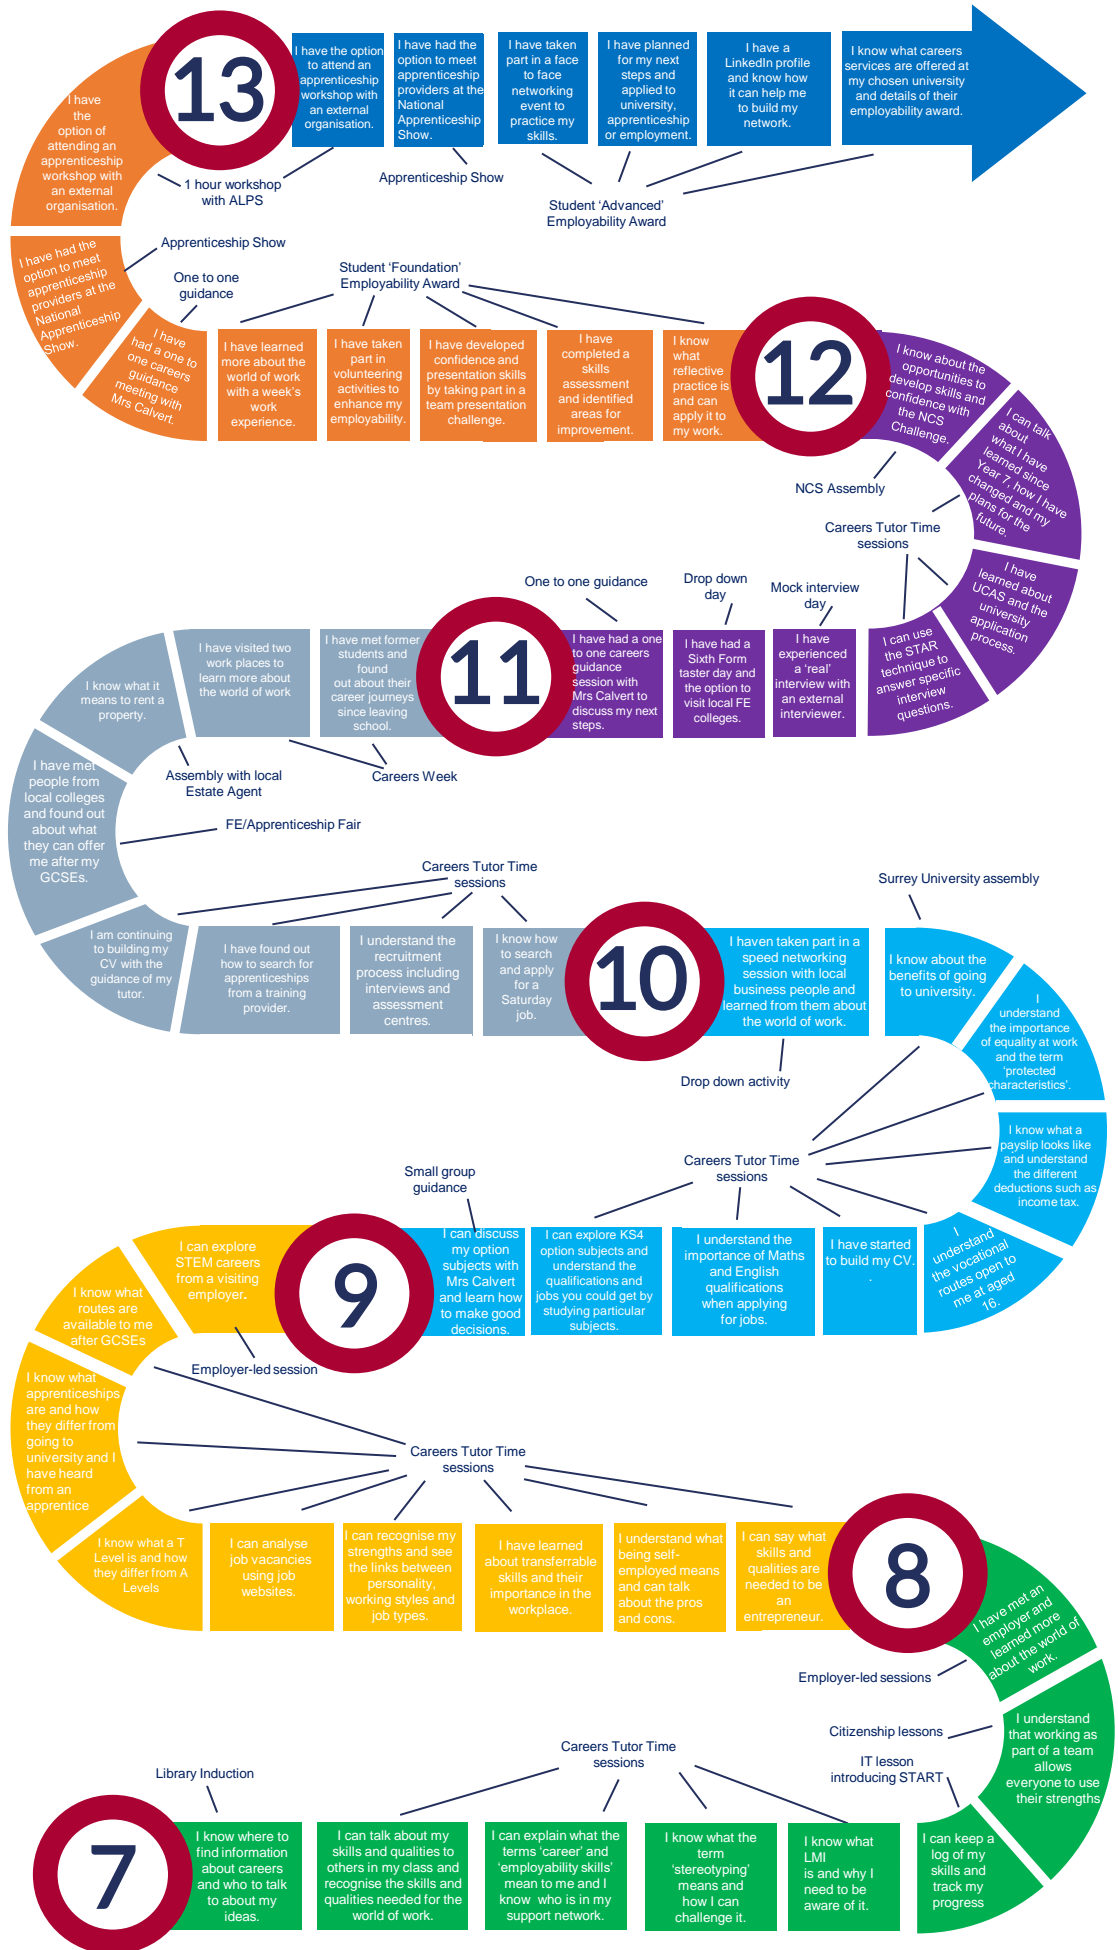 13
I have the option
to attend an
apprenticeship
workshop with
an external
organisation.
I have had the
option to meet
apprenticeship
providers at the
National
Apprenticeship
Show.
I have taken
part in a face
to face
networking
event to
practice my
skills.
I have planned
for my next
steps and
applied to
university,
apprenticeship
or employment.
I have a
LinkedIn profile
and know how
it can help me
to build my
network.
I know what careers
services are offered at
my chosen university
and details of their
employability award.
I have
the
option of
attending an
apprenticeship
workshop with
an external
organisation.
1 hour workshop
with ALPS
Apprenticeship Show
Student ‘Advanced’
Employability Award
Apprenticeship Show
I have had the
option to meet
apprenticeship
providers at the
National
Apprenticeship
Show.
One to one
guidance
Student ‘Foundation’
Employability Award
I have
had a one to
one careers
guidance
meeting with
Mrs Calvert.
I have learned
more about the
world of work
with a week’s
work
experience.
I have taken
part in
volunteering
activities to
enhance my
employability.
I have developed
confidence and
presentation skills
by taking part in a
team presentation
challenge.
I have
completed a
skills
assessment
and identified
areas for
improvement.
I know
what
reflective
practice is
and can
apply it to
my work.
12
I know about the
opportunities to
develop skills and
confidence with
the NCS
Challenge.
I can talk
about
what I have
learned since
Year 7, how I have
changed and my
plans for the
future.
NCS Assembly
Careers Tutor Time
sessions
I have
learned about
UCAS and the
university
application
process.
One to one guidance
Drop down
day
Mock interview
day
I have visited two
work places to
learn more about
the world of work
I have met former
students and
found
out about their
career journeys
since leaving
school.
11
I have had a one
to one careers
guidance
session with
Mrs Calvert to
discuss my next
steps.
I have had a
Sixth Form
taster day and
the option to
visit local FE
colleges.
I have
experienced
a ‘real’
interview with
an external
interviewer.
I can use
the STAR
technique to
answer specific
interview
questions.
I know what it
means to rent a
property.
Assembly with local
Estate Agent
Careers Week
I have met
people from
local colleges
and found out
about what
they can offer
me after my
GCSEs.
FE/Apprenticeship Fair
Careers Tutor Time
sessions
Surrey University assembly
I am continuing
to building my
CV with the
guidance of my
tutor.
I have found out
how to search for
apprenticeships
from a training
provider.
I understand the
recruitment
process including
interviews and
assessment
centres.
I know how
to search
and apply
for a
Saturday
job.
10
I haven taken part in a
speed networking
session with local
business people and
learned from them about
the world of work.
I know about the
benefits of going
to university.
I
understand
the importance
of equality at work
and the term
‘protected
characteristics’.
Drop down activity
I know what a
payslip looks like
and understand
the different
deductions such as
income tax.
Careers Tutor Time
sessions
Small group
guidance
I can explore
STEM careers
from a visiting
employer.
9
I can discuss
my option
subjects with
Mrs Calvert
and learn how
to make good
decisions.
I can explore KS4
option subjects and
understand the
qualifications and
jobs you could get by
studying particular
subjects.
I understand the
importance of Maths
and English
qualifications
when applying
for jobs.
I have started
to build my CV.
.
I
understand
the vocational
routes open to
me at aged
16.
I know what
routes are
available to me
after GCSEs
Employer-led session
I know what
apprenticeships
are and how
they differ from
going to
university and I
have heard
from an
apprentice
Careers Tutor Time
sessions
I know what a T
Level is and how
they differ from A
Levels
I can analyse
job vacancies
using job
websites.
I can recognise my
strengths and see
the links between
personality,
working styles and
job types.
I have learned
about transferrable
skills and their
importance in the
workplace.
I understand what
being self-
employed means
and can talk
about the pros
and cons.
I can say what
skills and
qualities are
needed to be
an
entrepreneur.
8
I have met an
employer and
learned more
about the world of
work.
Employer-led sessions
Citizenship lessons
I understand
that working as
part of a team
allows
everyone to use
their strengths
IT lesson
introducing START
Careers Tutor Time
sessions
Library Induction
7
I know where to
find information
about careers
and who to talk
to about my
ideas.
I can talk about my
skills and qualities to
others in my class and
recognise the skills and
qualities needed for the
world of work.
I can explain what the
terms ‘career’ and
‘employability skills’
mean to me and I
know who is in my
support network.
I know what the
term
‘stereotyping’
means and
how I can
challenge it.
I know what
LMI
is and why I
need to be
aware of it.
I can keep a
log of my
skills and
track my
progress